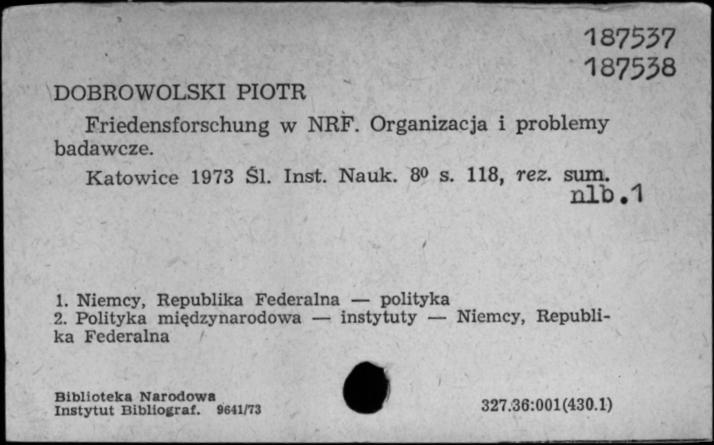 187537
187538
DOBROWOLSKI PIOTR
Friedensforschung w NRF. Organizacja i problemy
badawcze.
Katowice 1973 Śl. Inst. Nauk. 8⁰ s. 118, rez. sum.
nlb.1
1. Niemcy, Republika Federalna — polityka
2. Polityka międzynarodowa — instytuty — Niemcy, Republi-
ka Federalna
Biblioteka Narodowa
Instytut Bibliograf. 9641/73
327.36:001(430.1)